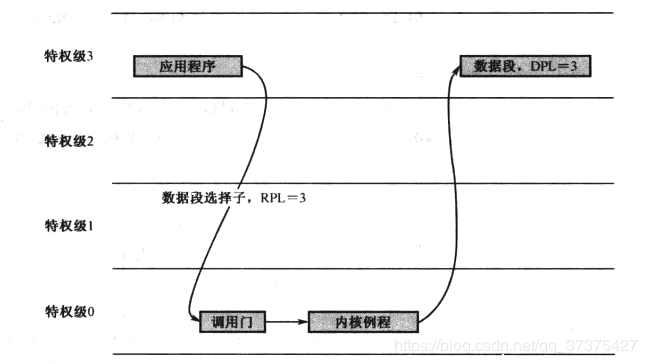 特权级3
应用程序
数据段，DPL＝3
特权级2
数据段选择子，RPL＝3
特权级1
特权级0
调用门
内核例程
https://blog.csdn.net/qq_37375427